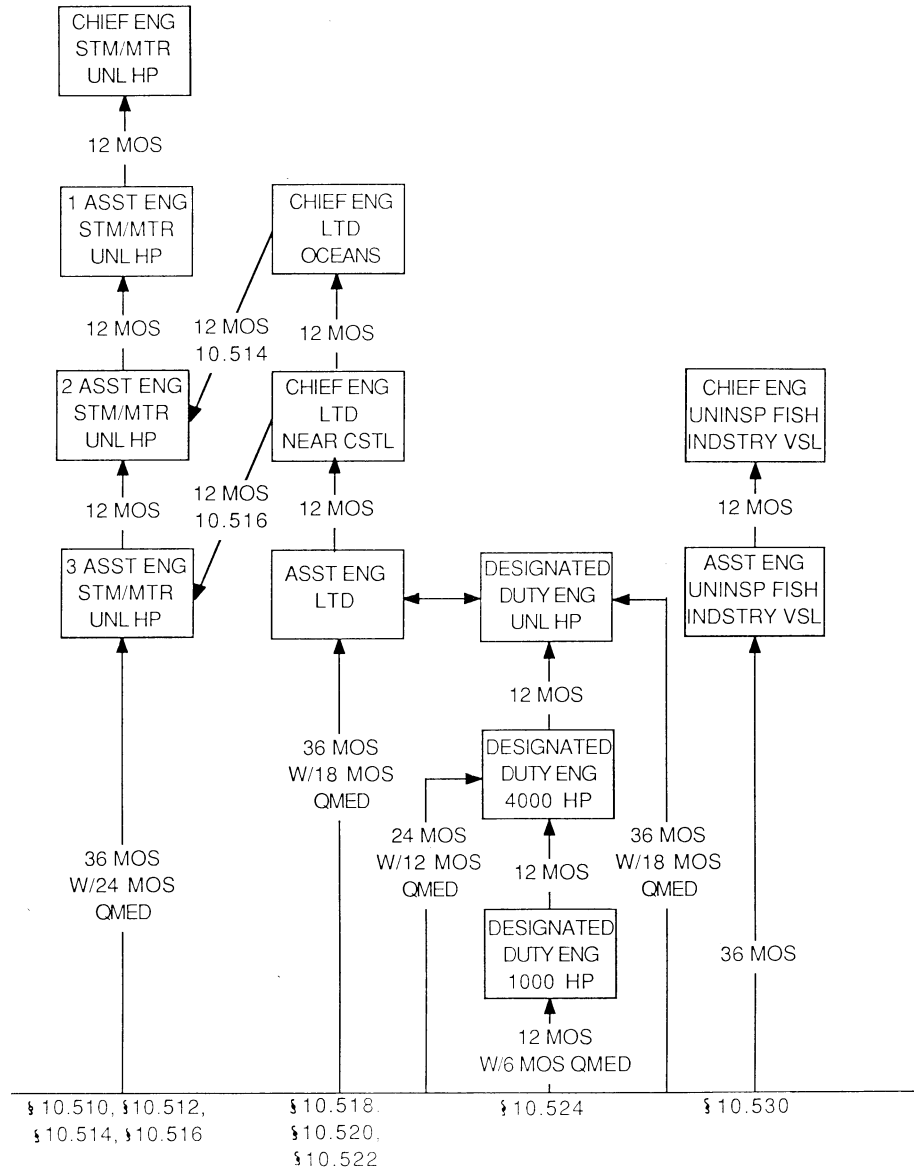 CHIEF ENG
STM/MTR
UNL HP
12 MOS
1 ASST ENG
STM/MTR
UNL HP
12 MOS
2 ASST ENG
STM/MTR
UNL HP
12 MOS
3 ASST ENG
STM/MTR
UNL HP
36 MOS
W/24 MOS
QMED
§ 10.510, § 10.512,
§ 10.514, § 10.516
CHIEF ENG
LTD
OCEANS
12 MOS
10.514
12 MOS
CHIEF ENG
LTD
NEAR CSTL
12 MOS
10.516
12 MOS
ASST ENG
LTD
36 MOS
W/18 MOS
QMED
§ 10.518.
§ 10.520,
§ 10.522
DESIGNATED
DUTY ENG
UNL HP
12 MOS
DESIGNATED
DUTY ENG
4000 HP
24 MOS
W/12 MOS
QMED
12 MOS
36 MOS
W/18 MOS
QMED
DESIGNATED
DUTY ENG
1000 HP
12 MOS
W/6 MOS QMED
§ 10.524
CHIEF ENG
UNINSP FISH
INDSTRY VSL
12 MOS
ASST ENG
UNINSP FISH
INDSTRY VSL
36 MOS
§ 10.530